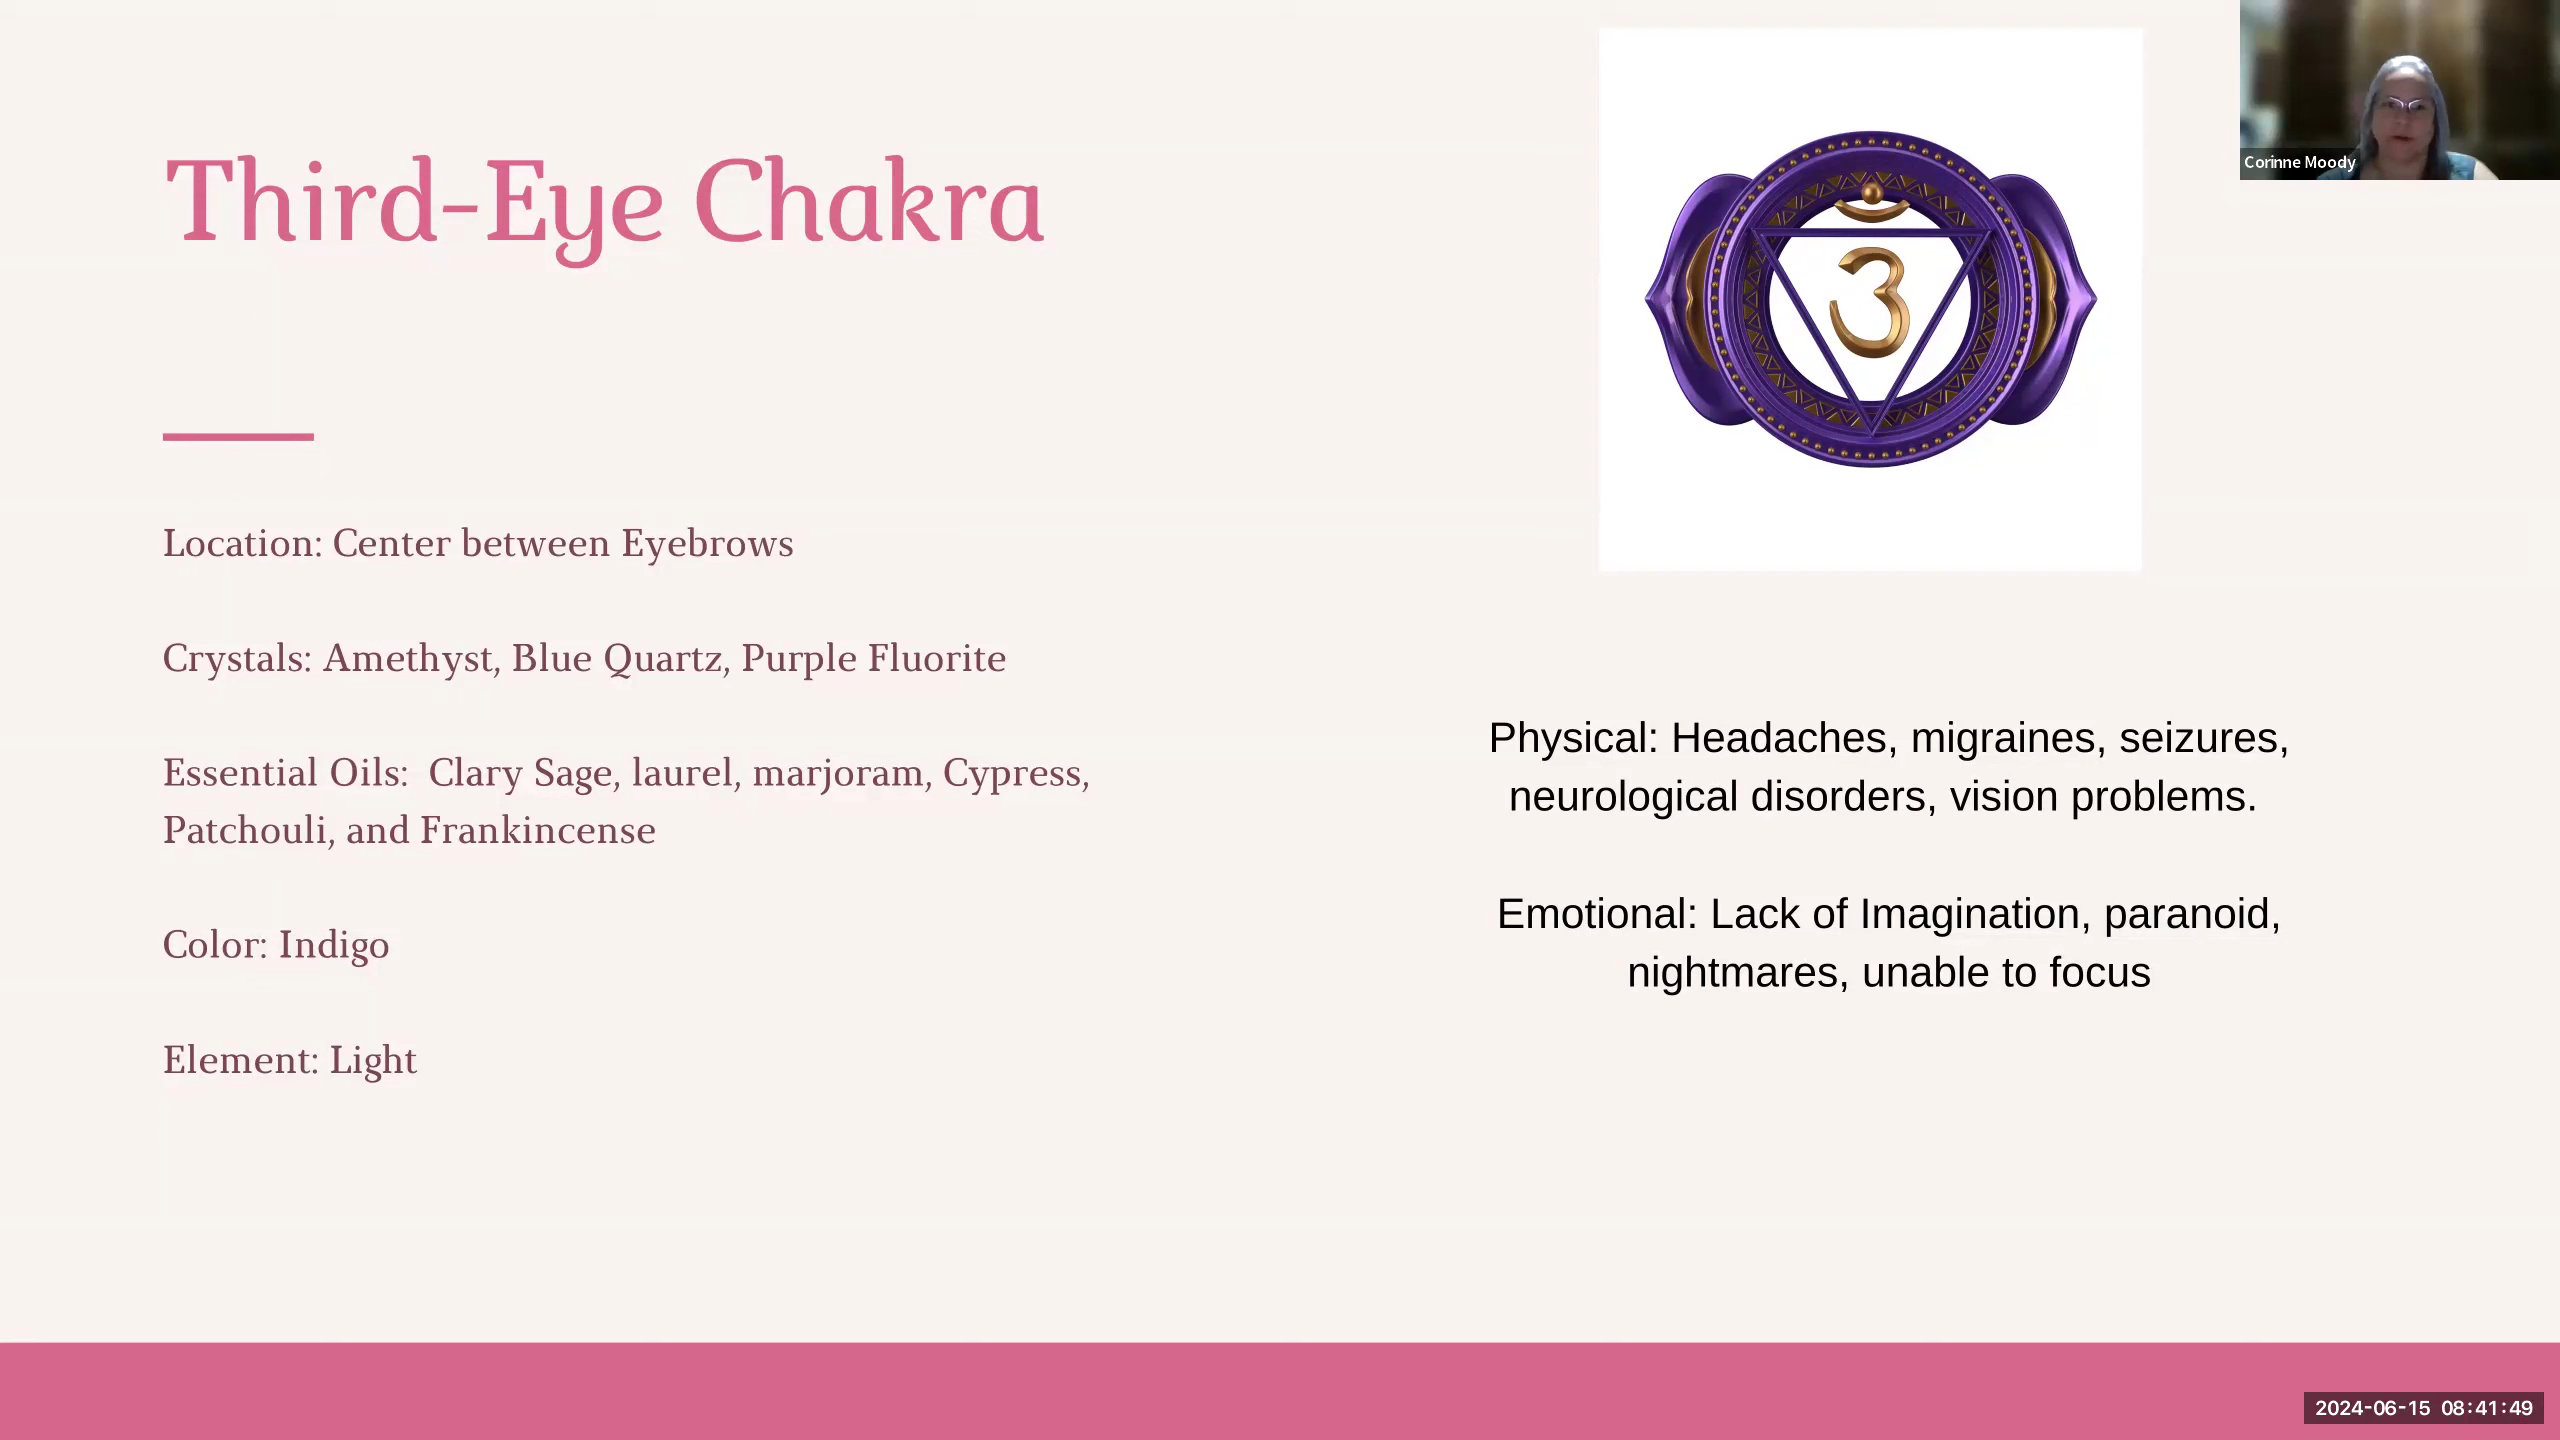 Third-Eye Chakra
Location: Center between Eyebrows
Crystals: Amethyst, Blue Quartz, Purple Fluorite
Essential Oils:  Clary Sage, laurel, marjoram, Cypress,
Patchouli, and Frankincense
Color: Indigo
Element: Light
Corinne Moody
Physical: Headaches, migraines, seizures,
neurological disorders, vision problems.
Emotional: Lack of Imagination, paranoid,
nightmares, unable to focus
2024-06-15 08:41:49